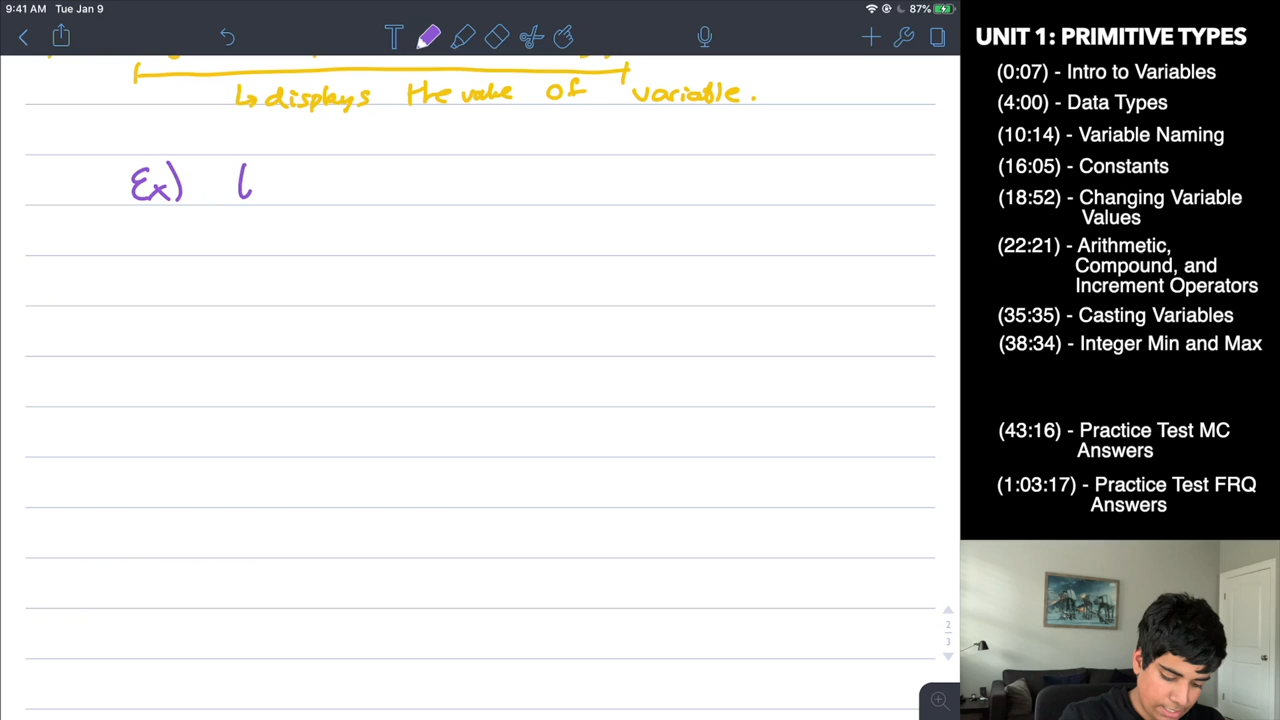 9:41 AM Tue Jan 9
87%
↳ displays the value of variable.
Ex) (
2
3
UNIT 1: PRIMITIVE TYPES
(0:07) - Intro to Variables
(4:00) - Data Types
(10:14) - Variable Naming
(16:05) - Constants
(18:52) - Changing Variable
Values
(22:21) - Arithmetic,
Compound, and
Increment Operators
(35:35) - Casting Variables
(38:34) - Integer Min and Max
(43:16) - Practice Test MC
Answers
(1:03:17) - Practice Test FRQ
Answers